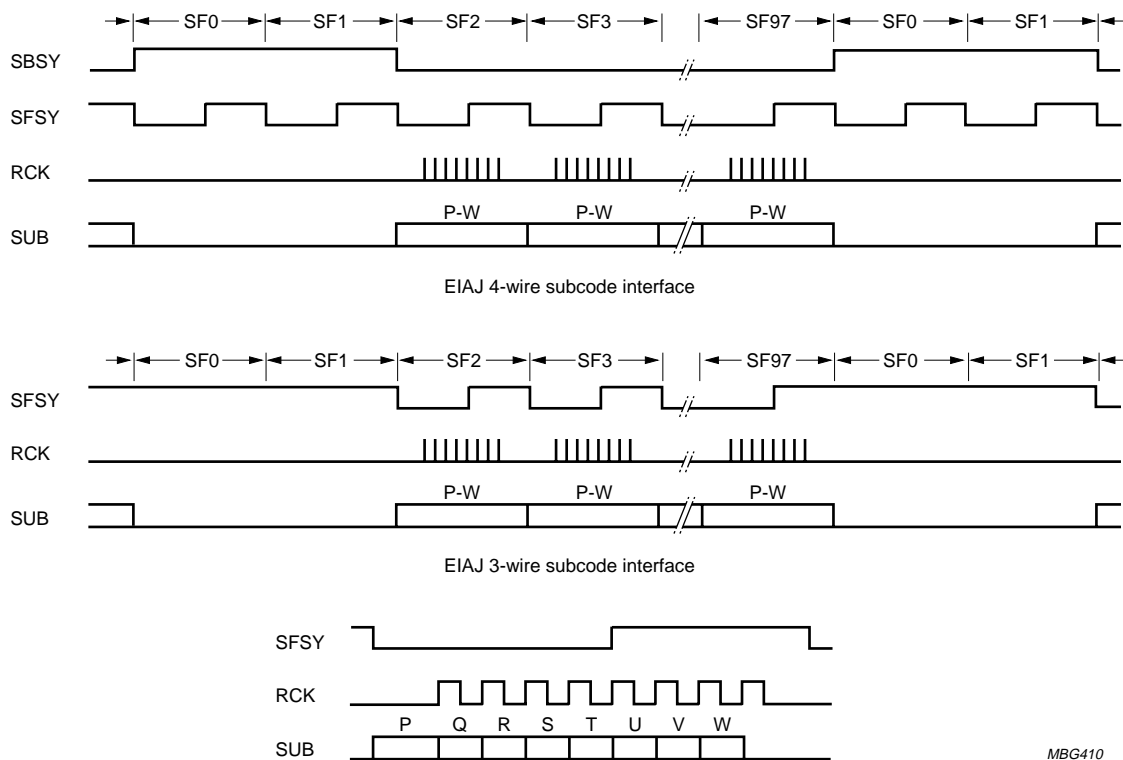 SF0 SF1 SF2 SF3 SF97 SF0 SF1
SBSY
SFSY
RCK
P-W P-W P-W
SUB
EIAJ 4-wire subcode interface
SF0 SF1 SF2 SF3 SF97 SF0 SF1
SFSY
RCK
P-W P-W P-W
SUB
EIAJ 3-wire subcode interface
SFSY
RCK
P Q R S T U V W
SUB
MBG410